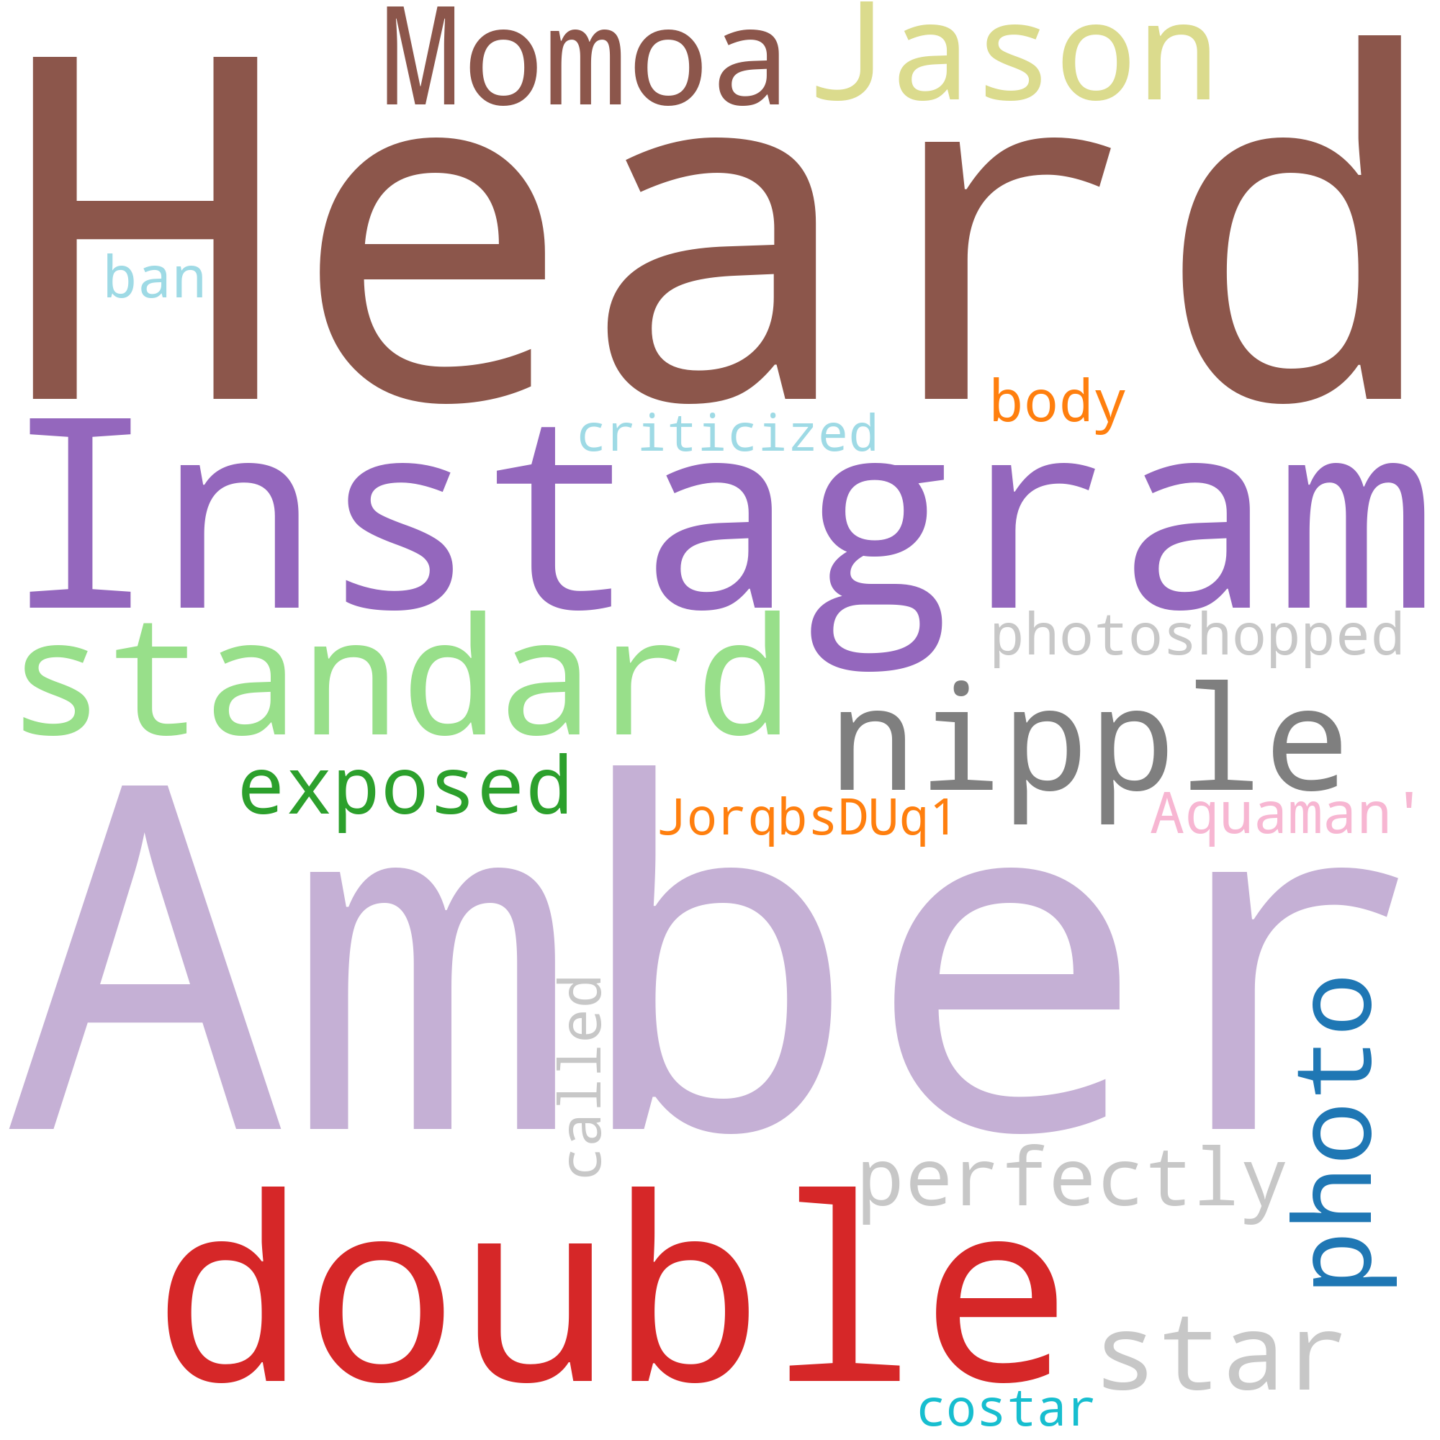 Momoa Jason
Heard
ban
body
criticized
Instagram
standard
photoshopped
nipple
exposed
JorqbsDUq1
Aquaman'
Amber
called
photo
perfectly
double
star
costar